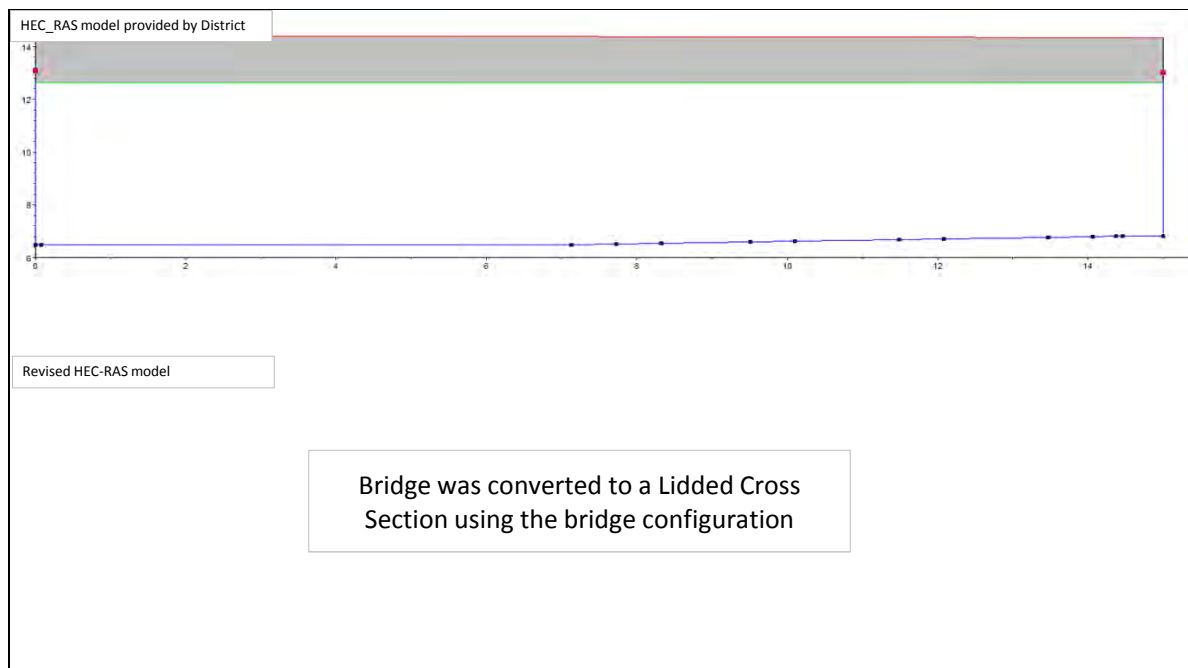 HEC_RAS model provided by District
14
12
10
8
6
0 2 4 6 8 10 12 14
Revised HEC-RAS model
Bridge was converted to a Lidded Cross
Section using the bridge configuration